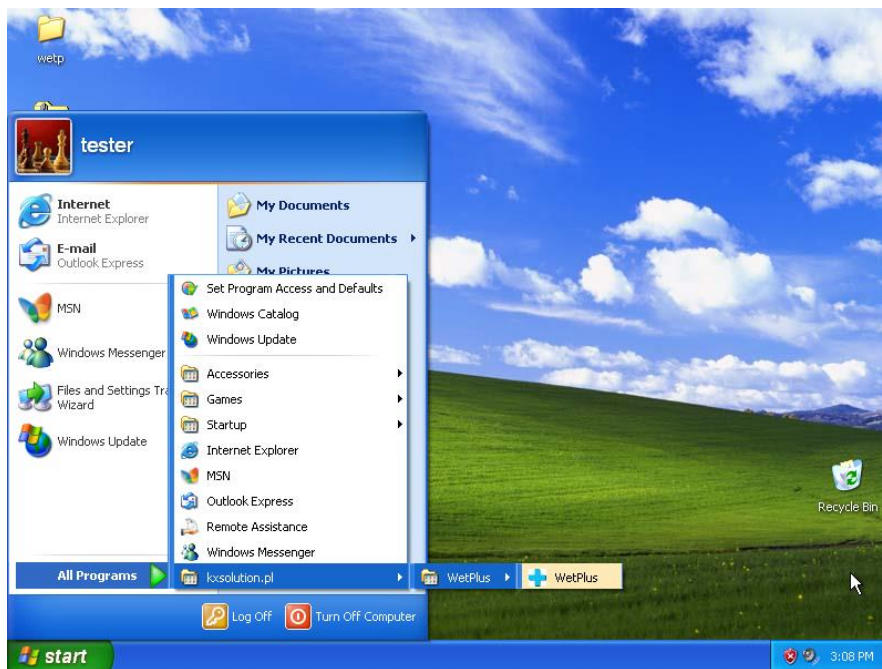 wetp
tester
Internet
Internet Explorer
E-mail
Outlook Express
MSN
Windows Messenger
Files and Settings Tra
Wizard
Windows Update
All Programs
My Documents
My Recent Documents
My Pictures
Set Program Access and Defaults
Windows Catalog
Windows Update
Accessories
Games
Startup
Internet Explorer
MSN
Outlook Express
Remote Assistance
Windows Messenger
kxsolution.pl
WetPlus
WetPlus
Recycle Bin
Log Off
Turn Off Computer
start
3:08 PM